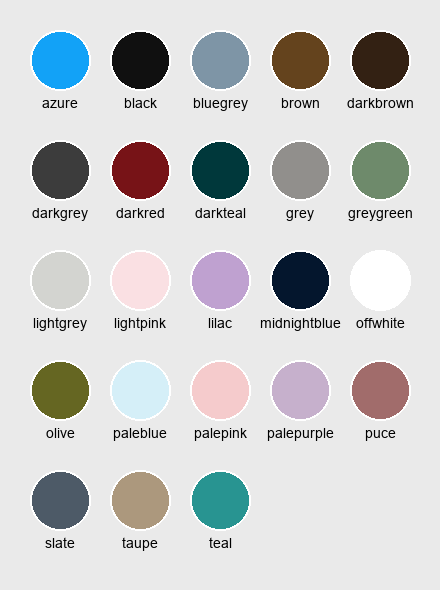 azure black bluegrey brown darkbrown
darkgrey darkred darkteal grey greygreen
lightgrey lightpink lilac midnightblue offwhite
olive paleblue palepink palepurple puce
slate taupe teal